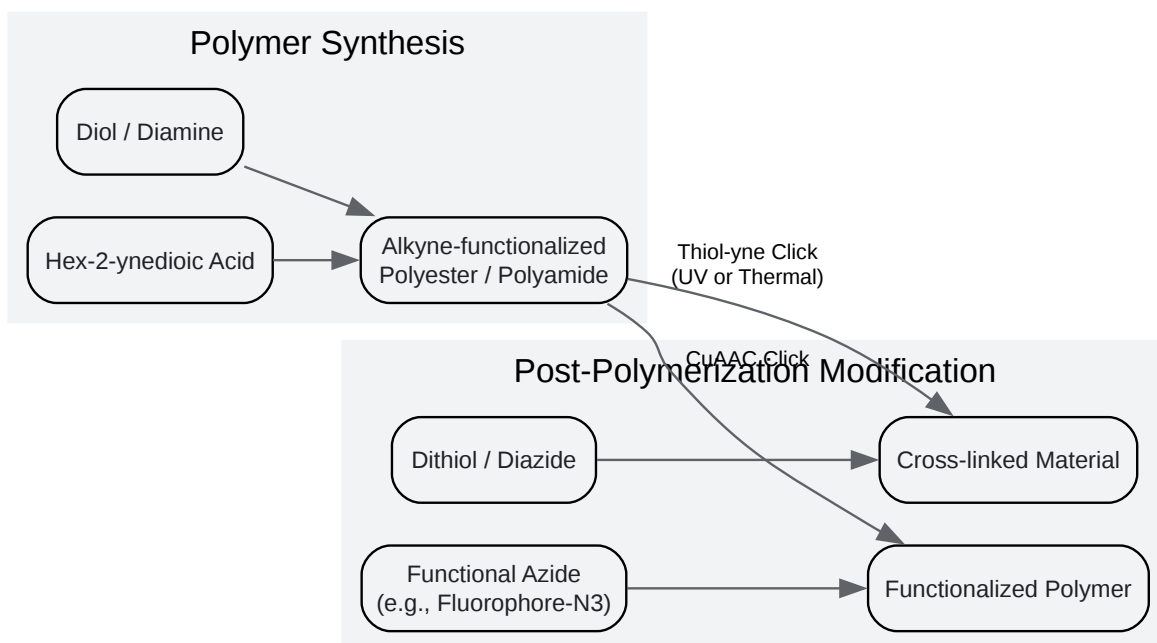 Polymer Synthesis
Diol / Diamine
Hex-2-ynedioic Acid
Alkyne-functionalized
Polyester / Polyamide
Thiol-yne Click
(UV or Thermal)
CuAAC Click
Post-Polymerization Modification
Dithiol / Diazide
Cross-linked Material
Functional Azide
(e.g., Fluorophore-N3)
Functionalized Polymer